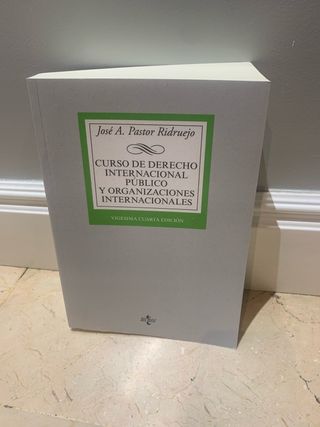 José A. Pastor Ridruejo
CURSO DE DERECHO
INTERNACIONAL
PÚBLICO
Y ORGANIZACIONES
INTERNACIONALES
VIGÉSIMA CUARTA EDICIÓN